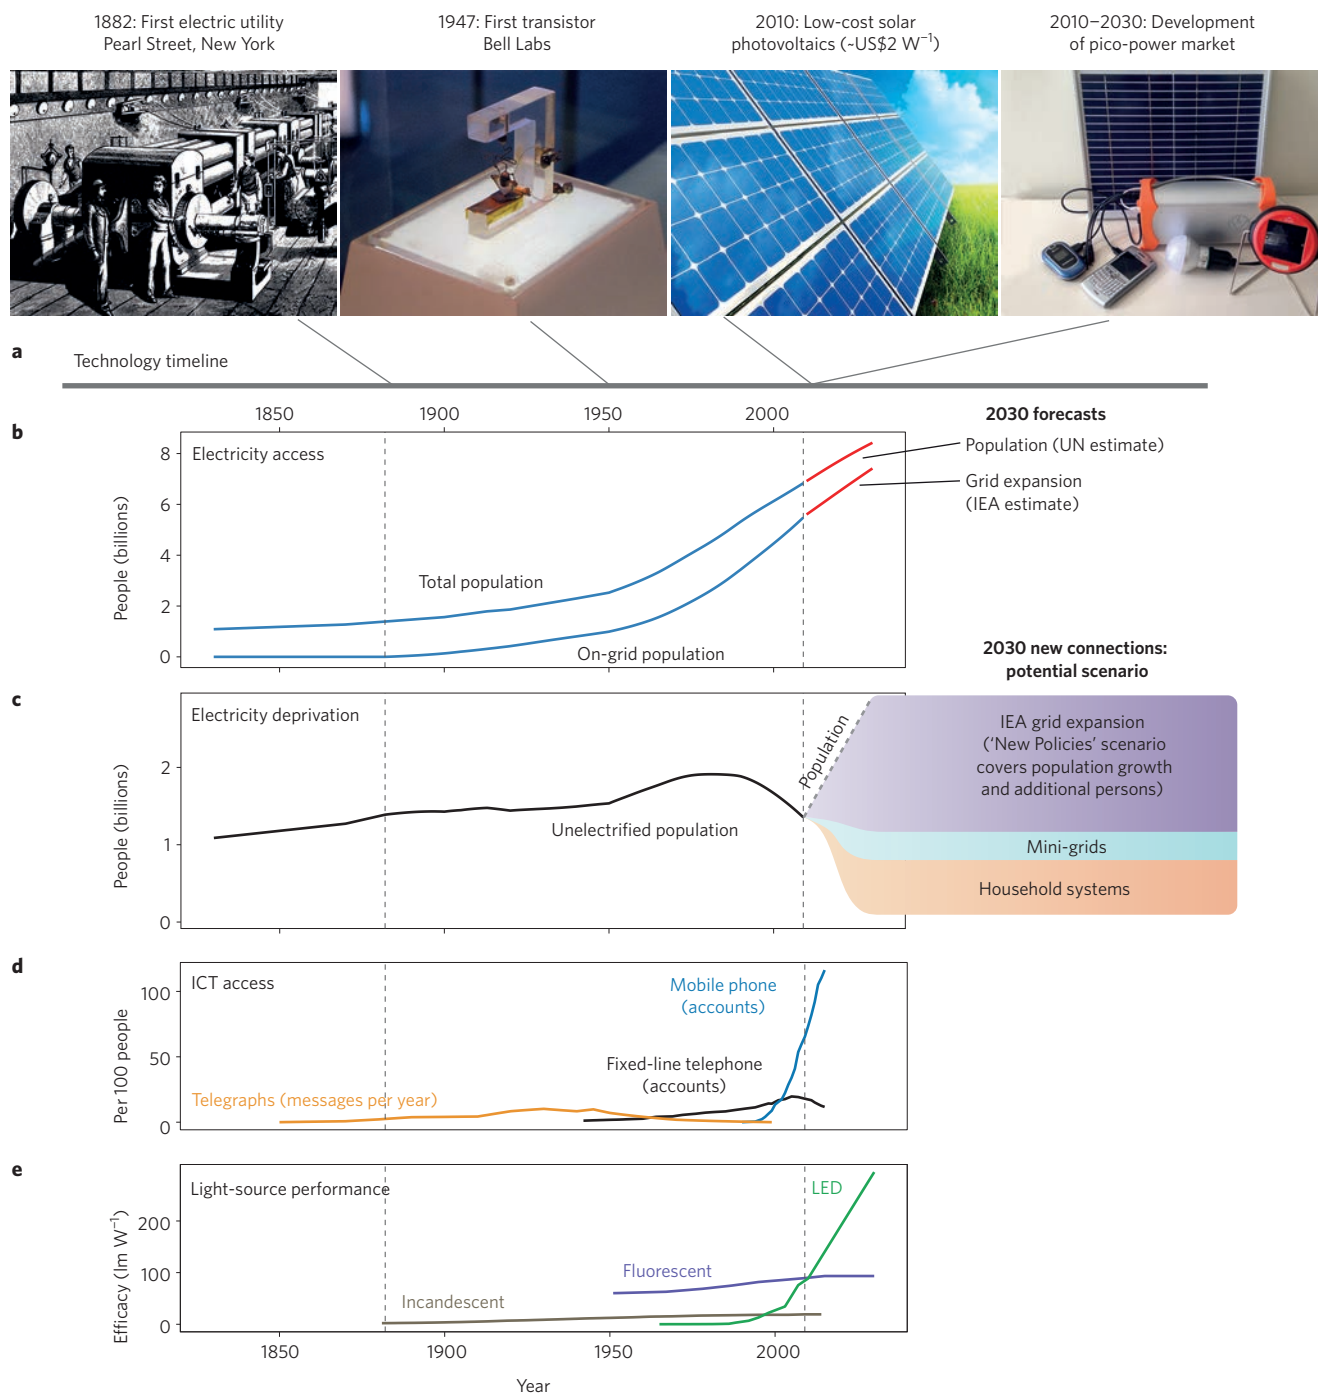 1882: First electric utility
Pearl Street, New York
1947: First transistor
Bell Labs
2010: Low-cost solar
photovoltaics (~US$2 W⁻¹)
2010–2030: Development
of pico-power market
a
Technology timeline
1850
1900
1950
2000
2030 forecasts
b
Electricity access
8
6
4
2
0
People (billions)
Total population
On-grid population
Population (UN estimate)
Grid expansion
(IEA estimate)
2030 new connections:
potential scenario
c
Electricity deprivation
2
1
0
People (billions)
Unelectrified population
Population
IEA grid expansion
(‘New Policies’ scenario
covers population growth
and additional persons)
Mini-grids
Household systems
d
ICT access
100
50
0
Per 100 people
Mobile phone
(accounts)
Fixed-line telephone
(accounts)
Telegraphs (messages per year)
e
Light-source performance
200
100
0
Efficacy (lm W⁻¹)
LED
Fluorescent
Incandescent
1850
1900
1950
2000
Year